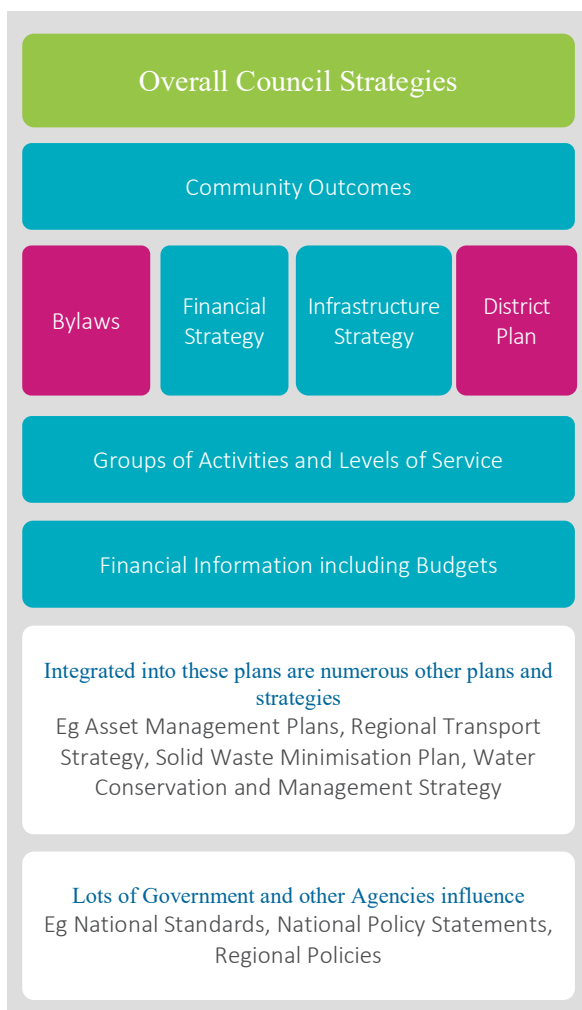 Overall Council Strategies
Community Outcomes
Bylaws
Financial
Strategy
Infrastructure
Strategy
District
Plan
Groups of Activities and Levels of Service
Financial Information including Budgets
Integrated into these plans are numerous other plans and
strategies
Eg Asset Management Plans, Regional Transport
Strategy, Solid Waste Minimisation Plan, Water
Conservation and Management Strategy
Lots of Government and other Agencies influence
Eg National Standards, National Policy Statements,
Regional Policies